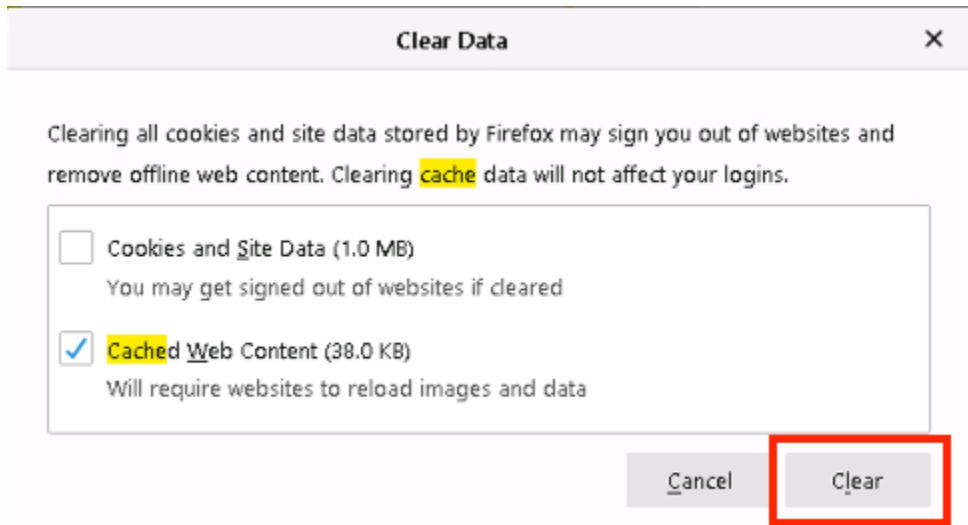 Clear Data
Clearing all cookies and site data stored by Firefox may sign you out of websites and
remove offline web content. Clearing cache data will not affect your logins.
Cookies and Site Data (1.0 MB)
You may get signed out of websites if cleared
Cached Web Content (38.0 KB)
Will require websites to reload images and data
Cancel Clear